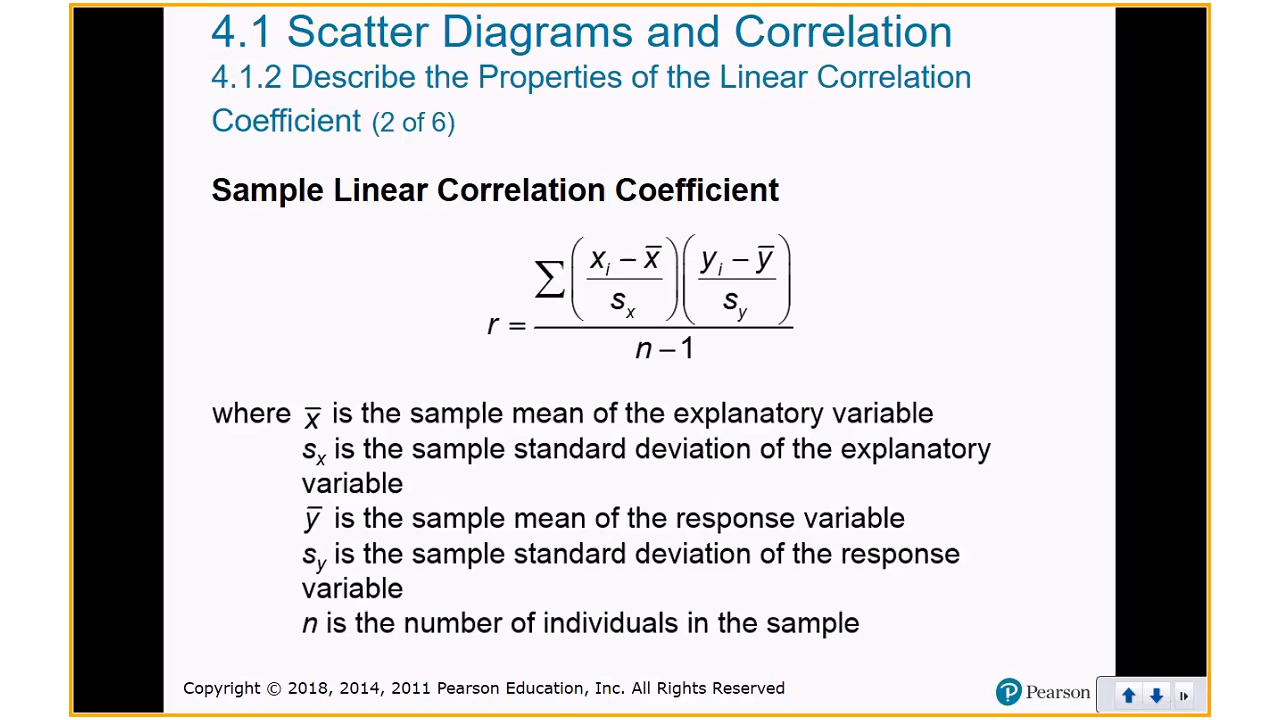 4.1 Scatter Diagrams and Correlation
4.1.2 Describe the Properties of the Linear Correlation
Coefficient (2 of 6)
Sample Linear Correlation Coefficient
r = ∑((xᵢ − x̅)/sₓ)((yᵢ − y̅)/s_y) / (n − 1)
where x̅ is the sample mean of the explanatory variable
sₓ is the sample standard deviation of the explanatory
variable
y̅ is the sample mean of the response variable
s_y is the sample standard deviation of the response
variable
n is the number of individuals in the sample
Copyright © 2018, 2014, 2011 Pearson Education, Inc. All Rights Reserved
P Pearson